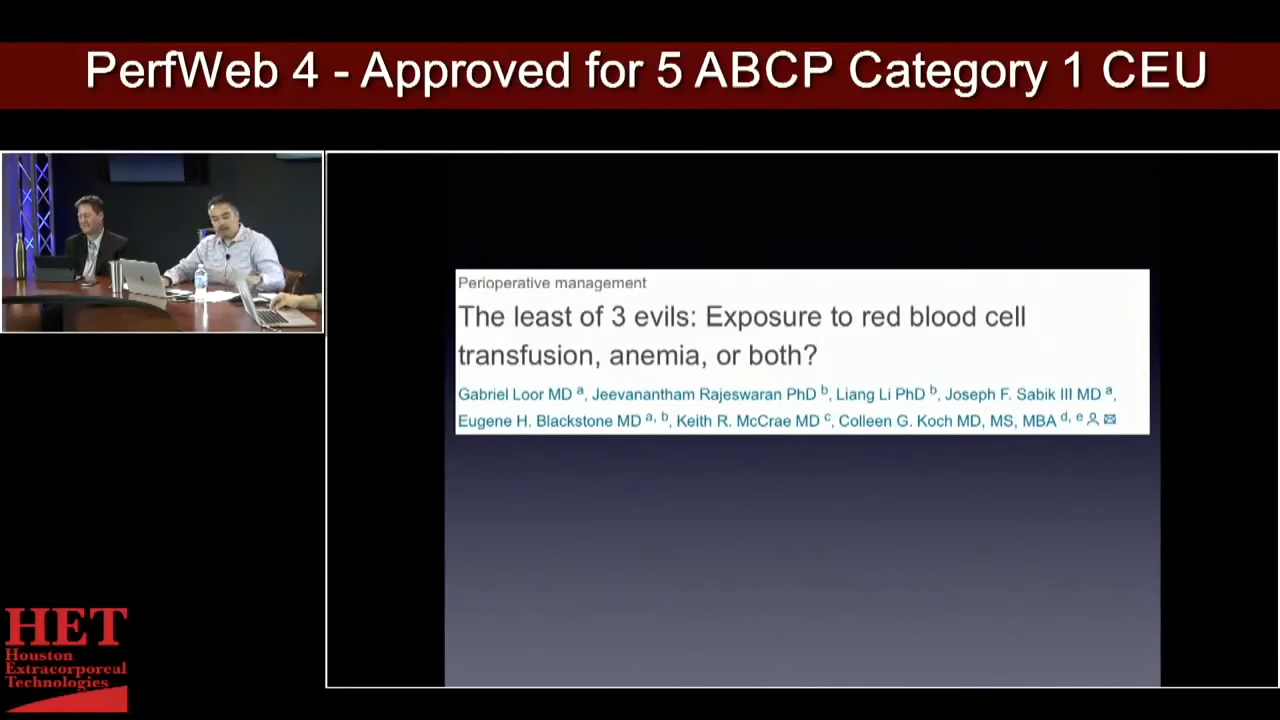 PerfWeb 4 - Approved for 5 ABCP Category 1 CEU
Perioperative management
The least of 3 evils: Exposure to red blood cell
transfusion, anemia, or both?
Gabriel Loor MD a, Jeevanantham Rajeswaran PhD b, Liang Li PhD b, Joseph F. Sabik III MD a,
Eugene H. Blackstone MD a, b, Keith R. McCrae MD c, Colleen G. Koch MD, MS, MBA d, e
HET
Houston
Extracorporeal
Technologies